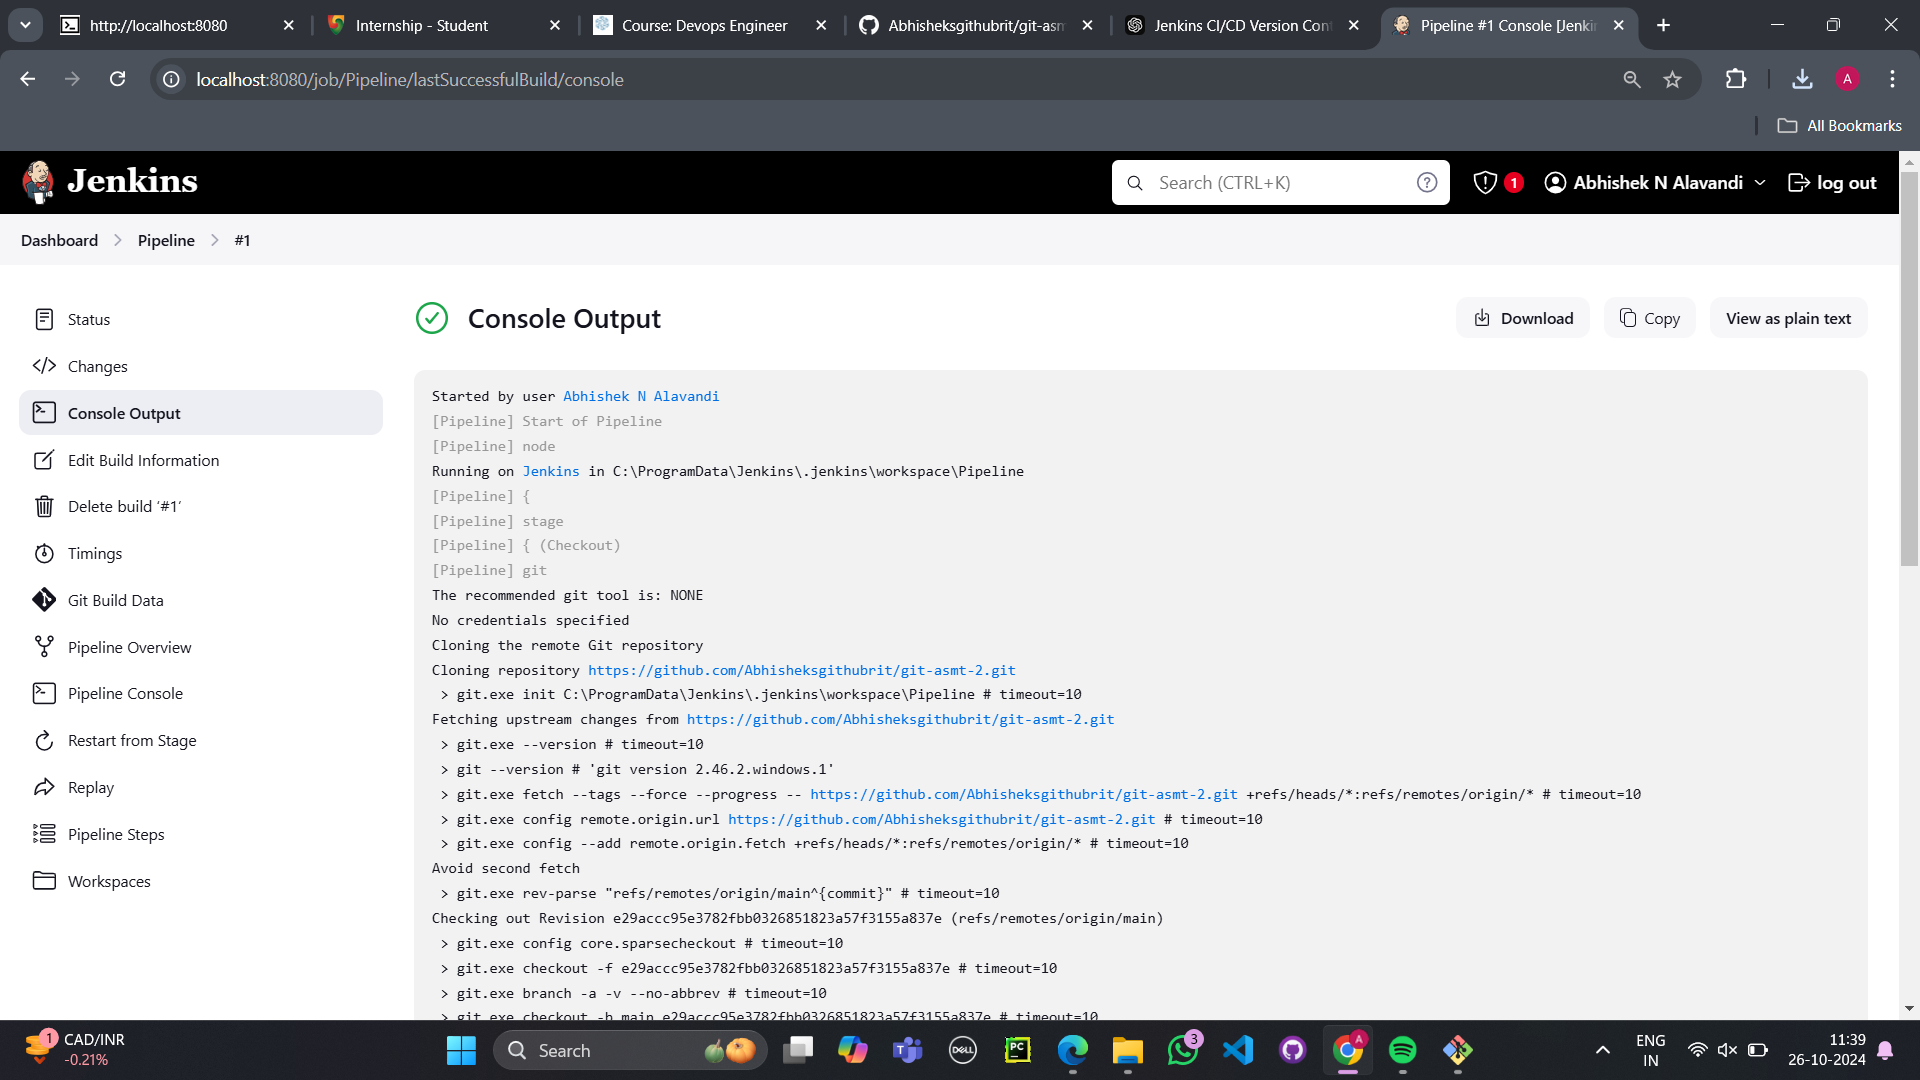 http://localhost:8080
Internship - Student
Course: Devops Engineer
Abhisheksgithubrit/git-asm
Jenkins CI/CD Version Con
Pipeline #1 Console [Jenkin
localhost:8080/job/Pipeline/lastSuccessfulBuild/console
A
All Bookmarks
Jenkins
Search (CTRL+K)
1
Abhishek N Alavandi
log out
Dashboard
Pipeline
#1
Status
Changes
Console Output
Edit Build Information
Delete build ‘#1’
Timings
Git Build Data
Pipeline Overview
Pipeline Console
Restart from Stage
Replay
Pipeline Steps
Workspaces
Console Output
Download
Copy
View as plain text
Started by user Abhishek N Alavandi
[Pipeline] Start of Pipeline
[Pipeline] node
Running on Jenkins in C:\ProgramData\Jenkins\.jenkins\workspace\Pipeline
[Pipeline] {
[Pipeline] stage
[Pipeline] { (Checkout)
[Pipeline] git
The recommended git tool is: NONE
No credentials specified
Cloning the remote Git repository
Cloning repository https://github.com/Abhisheksgithubrit/git-asmt-2.git
> git.exe init C:\ProgramData\Jenkins\.jenkins\workspace\Pipeline # timeout=10
Fetching upstream changes from https://github.com/Abhisheksgithubrit/git-asmt-2.git
> git.exe --version # timeout=10
> git --version # 'git version 2.46.2.windows.1'
> git.exe fetch --tags --force --progress -- https://github.com/Abhisheksgithubrit/git-asmt-2.git +refs/heads/*:refs/remotes/origin/* # timeout=10
> git.exe config remote.origin.url https://github.com/Abhisheksgithubrit/git-asmt-2.git # timeout=10
> git.exe config --add remote.origin.fetch +refs/heads/*:refs/remotes/origin/* # timeout=10
Avoid second fetch
> git.exe rev-parse "refs/remotes/origin/main^{commit}" # timeout=10
Checking out Revision e29accc95e3782fbb0326851823a57f3155a837e (refs/remotes/origin/main)
> git.exe config core.sparsecheckout # timeout=10
> git.exe checkout -f e29accc95e3782fbb0326851823a57f3155a837e # timeout=10
> git.exe branch -a -v --no-abbrev # timeout=10
> git.exe checkout -b main e29accc95e3782fbb0326851823a57f3155a837e # timeout=10
1
CAD/INR
-0.21%
Search
DELL
PC
3
A
ENG
IN
11:39
26-10-2024